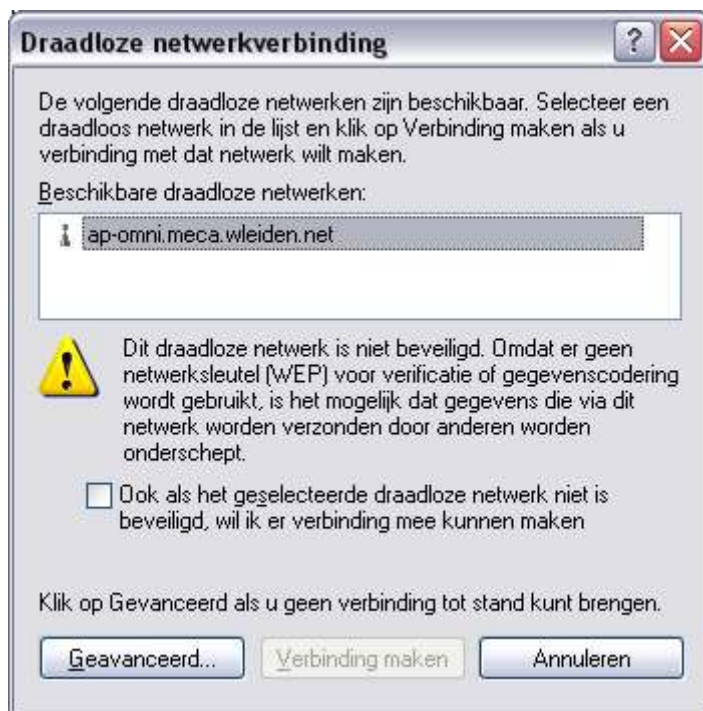 Draadloze netwerkverbinding
?
De volgende draadloze netwerken zijn beschikbaar. Selecteer een
draadloos netwerk in de lijst en klik op Verbinding maken als u
verbinding met dat netwerk wilt maken.
Beschikbare draadloze netwerken:
ap-omni.meca.wleiden.net
Dit draadloze netwerk is niet beveiligd. Omdat er geen
netwerksleutel (WEP) voor verificatie of gegevenscodering
wordt gebruikt, is het mogelijk dat gegevens die via dit
netwerk worden verzonden door anderen worden
onderschept.
Ook als het geselecteerde draadloze netwerk niet is
beveiligd, wil ik er verbinding mee kunnen maken
Klik op Gevanceerd als u geen verbinding tot stand kunt brengen.
Geavanceerd... Verbinding maken Annuleren